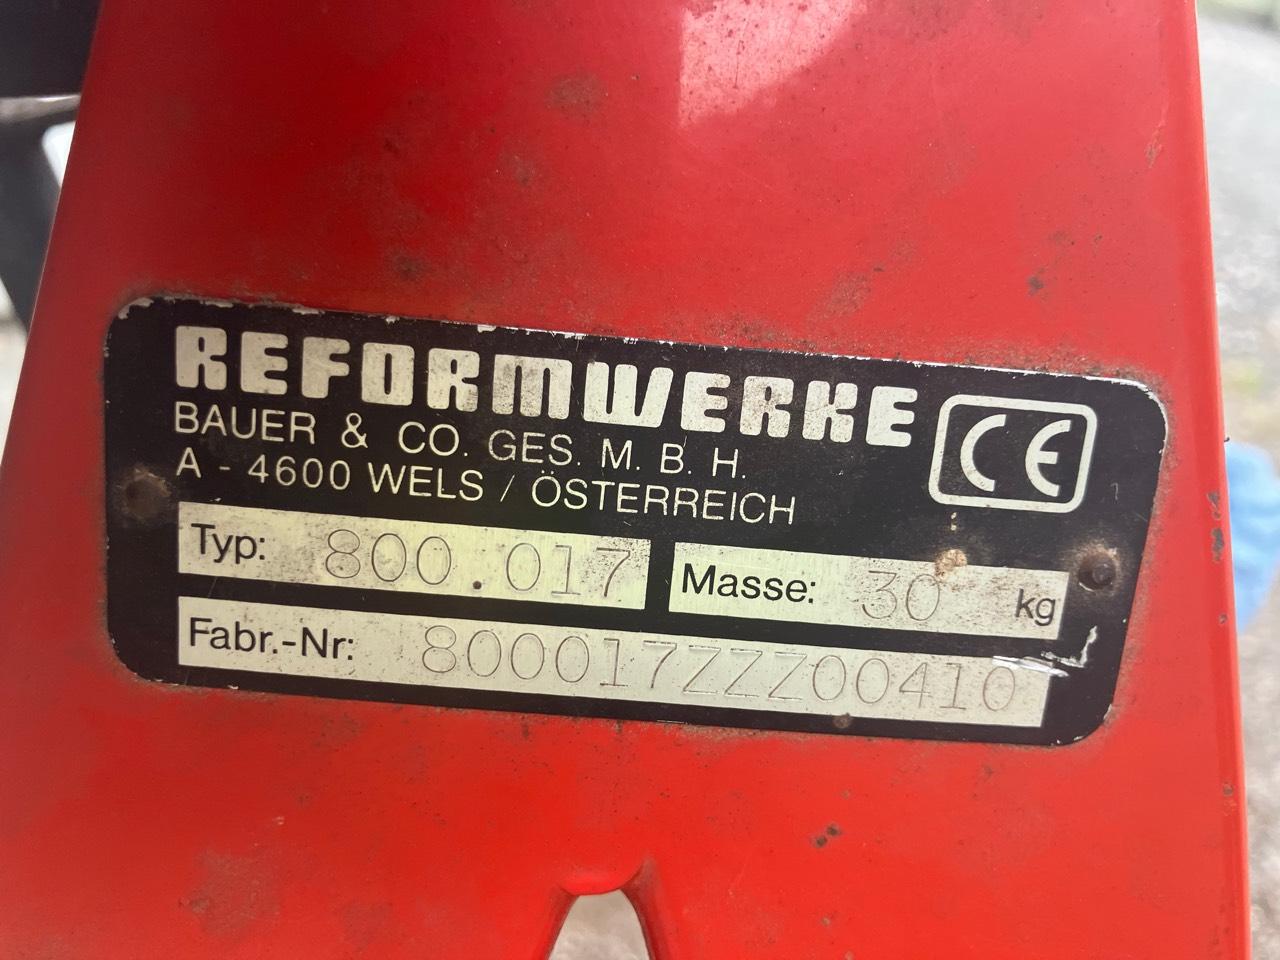 REFORMWERKE
BAUER & CO. GES. M. B. H.
A - 4600 WELS / ÖSTERREICH
CE
Typ: 800.017 Masse: 30 kg
Fabr.-Nr: 800017ZZZ00410